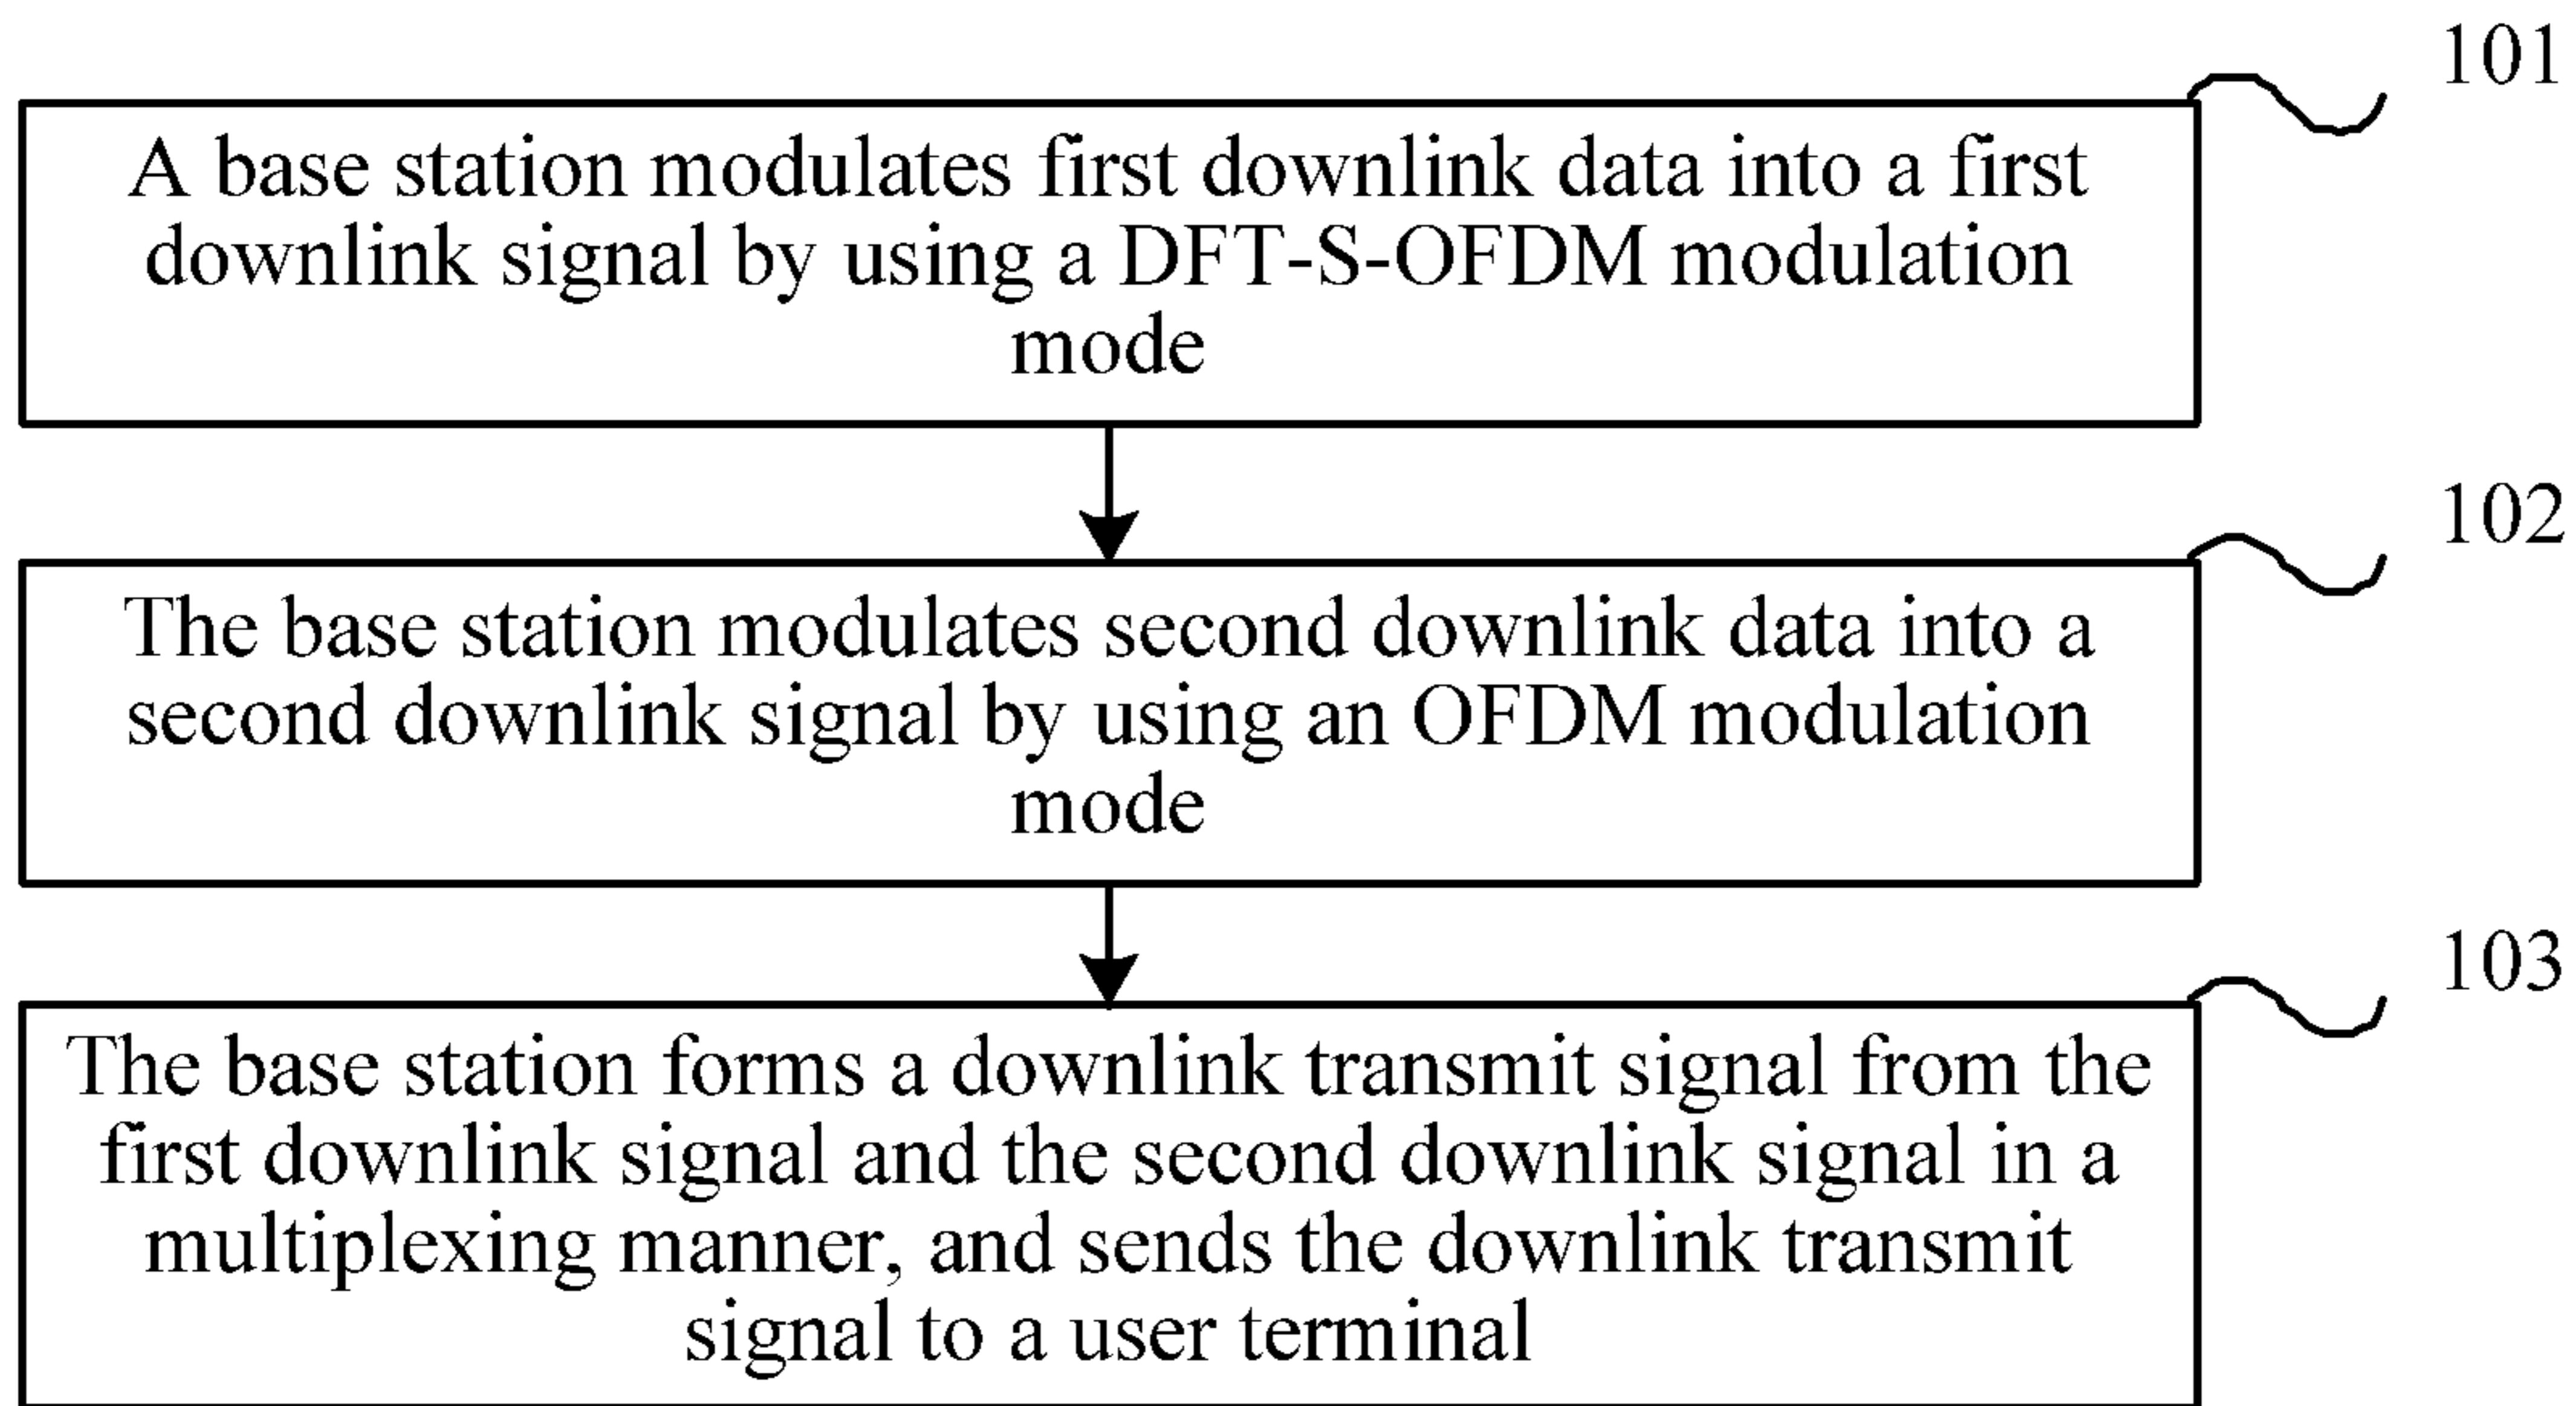 101
A base station modulates first downlink data into a first
downlink signal by using a DFT-S-OFDM modulation
mode
102
The base station modulates second downlink data into a
second downlink signal by using an OFDM modulation
mode
103
The base station forms a downlink transmit signal from the
first downlink signal and the second downlink signal in a
multiplexing manner, and sends the downlink transmit
signal to a user terminal